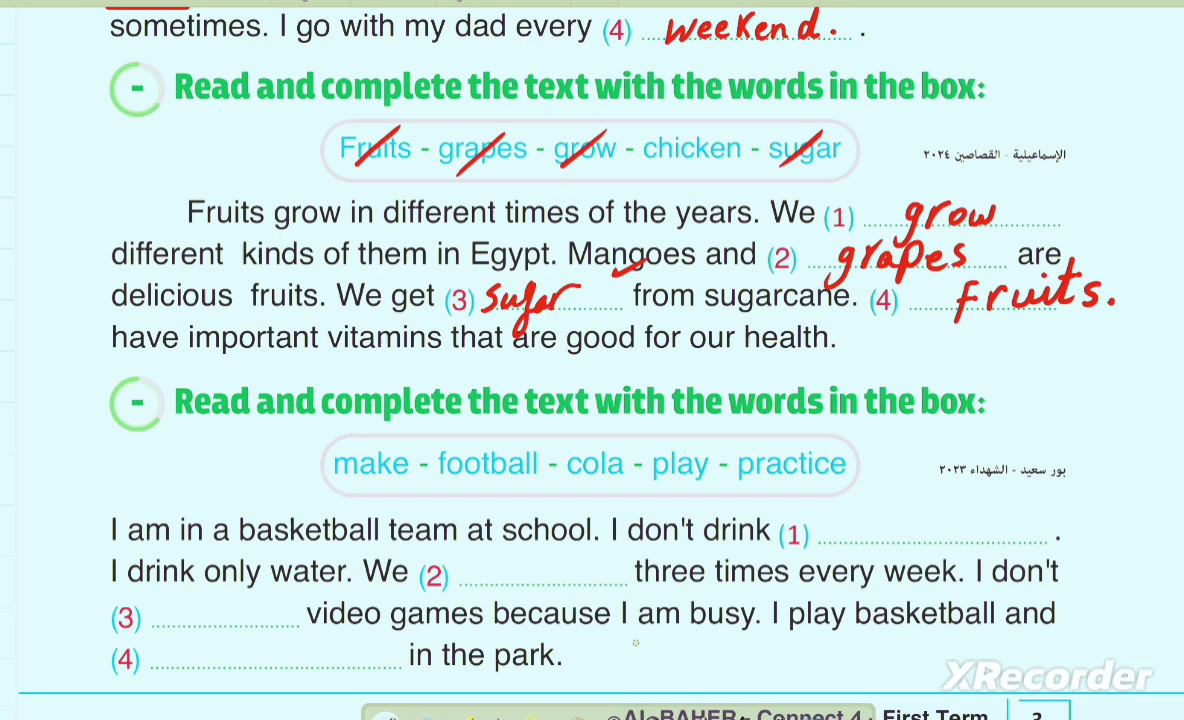 sometimes. I go with my dad every (4) weekend. .
- Read and complete the text with the words in the box:
Fruits - grapes - grow - chicken - sugar
الإسماعيلية - القصاصين ٢٠٢٤
Fruits grow in different times of the years. We (1) grow
different kinds of them in Egypt. Mangoes and (2) grapes are
delicious fruits. We get (3) sugar from sugarcane. (4) fruits.
have important vitamins that are good for our health.
- Read and complete the text with the words in the box:
make - football - cola - play - practice
بور سعيد - الشهداء ٢٠٢٣
I am in a basketball team at school. I don't drink (1) .
I drink only water. We (2) three times every week. I don't
(3) video games because I am busy. I play basketball and
(4) in the park.
XRecorder
Connect 4 - First Term